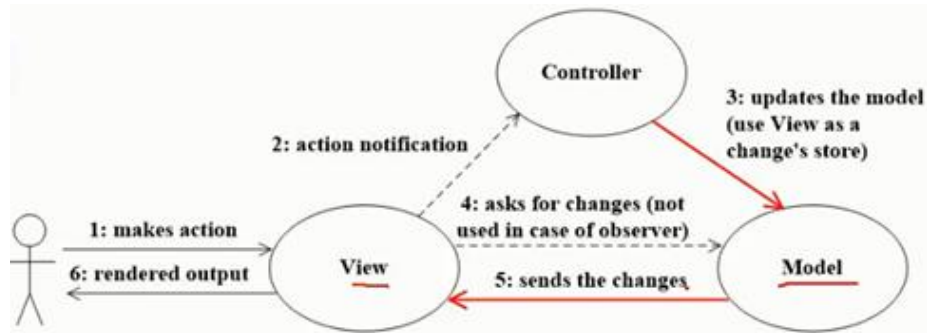 Controller
3: updates the model
(use View as a
change's store)
2: action notification
4: asks for changes (not
used in case of observer)
1: makes action
6: rendered output
View
5: sends the changes
Model